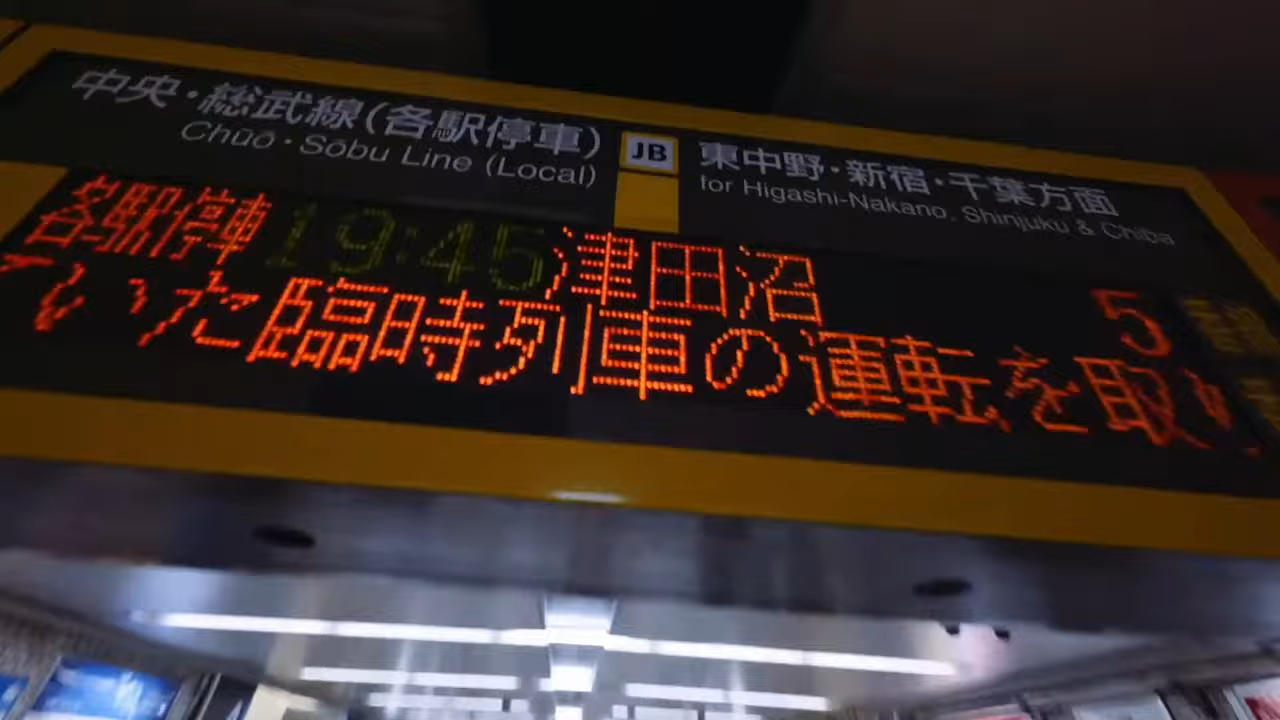 中央・総武線(各駅停車)
Chūō・Sōbu Line (Local)
JB
東中野・新宿・千葉方面
for Higashi-Nakano, Shinjuku & Chiba
各駅停車 19:45 津田沼 5
ていた臨時列車の運転を取り